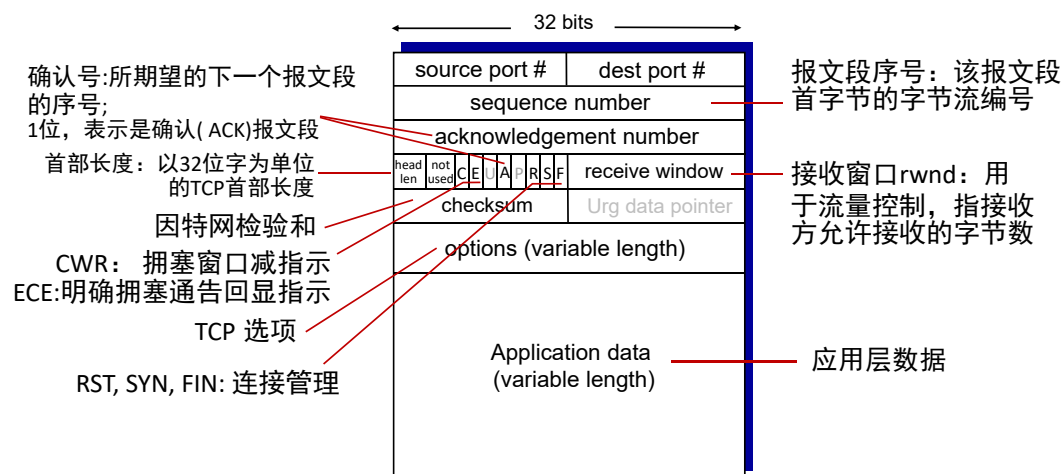 32 bits
确认号:所期望的下一个报文段
的序号;
1位，表示是确认( ACK)报文段
首部长度：以32位字为单位
的TCP首部长度
因特网检验和
CWR： 拥塞窗口减指示
ECE:明确拥塞通告回显指示
TCP 选项
RST, SYN, FIN: 连接管理
source port #
dest port #
sequence number
acknowledgement number
head
len
not
used
C E U A P R S F
receive window
checksum
Urg data pointer
options (variable length)
Application data
(variable length)
报文段序号：该报文段
首字节的字节流编号
接收窗口rwnd：用
于流量控制，指接收
方允许接收的字节数
应用层数据